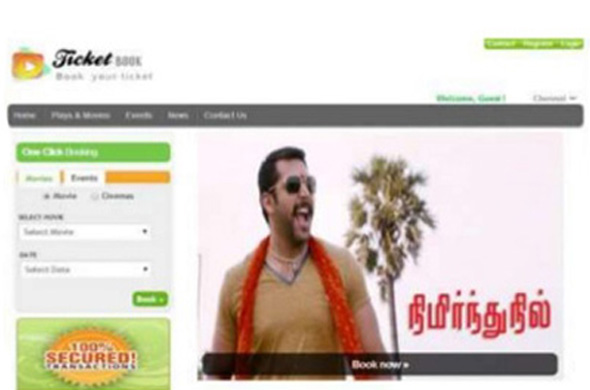 Ticket BOOK
Book your ticket
Contact Register Login
Welcome, Guest!
Chennai
Home Plays & Movies Events News Contact Us
One Click Booking
Movies Events
Movie Cinemas
SELECT MOVIE
Select Movie
DATE
Select Date
Book »
100%
SECURED!
TRANSACTIONS
நிமிர்ந்துநில்
Book now »